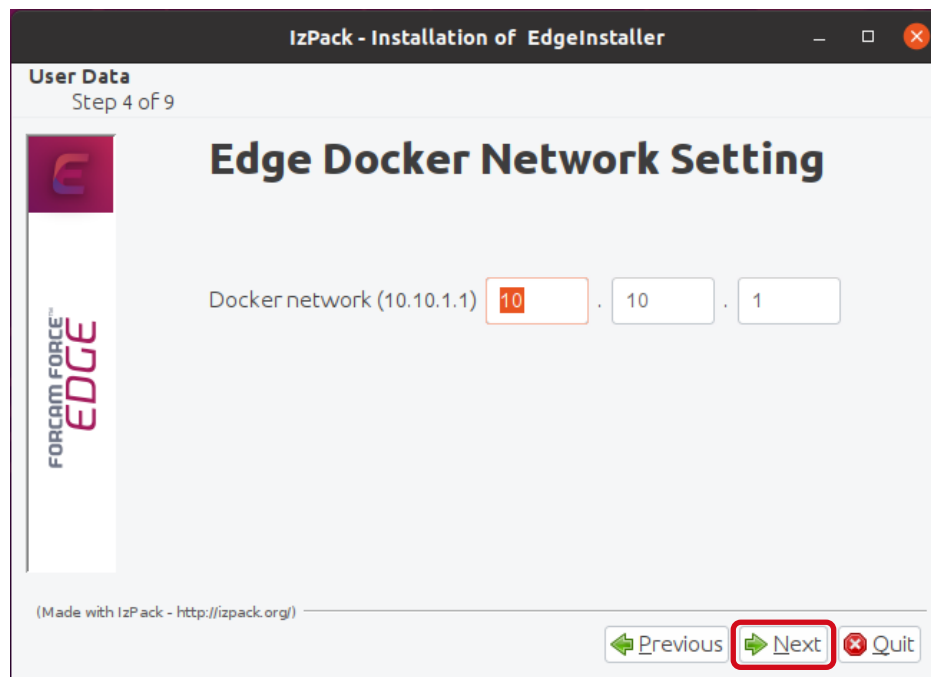 IzPack - Installation of EdgeInstaller
User Data
Step 4 of 9
Edge Docker Network Setting
Docker network (10.10.1.1) 10 . 10 . 1
FORCAM FORCE™
EDGE
(Made with IzPack - http://izpack.org/)
Previous Next Quit